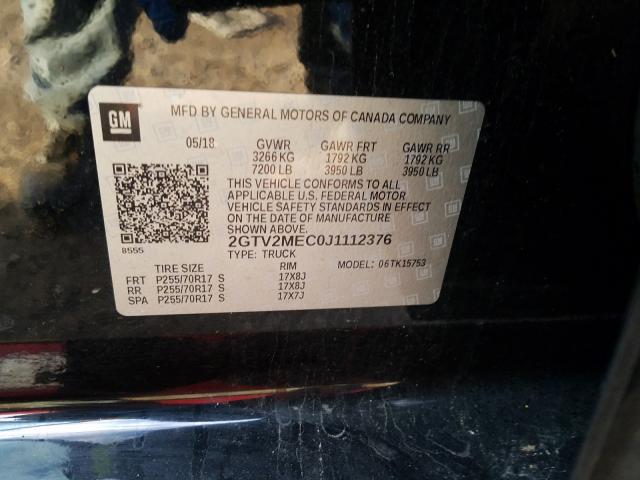 GM
MFD BY GENERAL MOTORS OF CANADA COMPANY
05/18 GVWR GAWR FRT GAWR RR
3266 KG 1792 KG 1792 KG
7200 LB 3950 LB 3950 LB
THIS VEHICLE CONFORMS TO ALL
APPLICABLE U.S. FEDERAL MOTOR
VEHICLE SAFETY STANDARDS IN EFFECT
ON THE DATE OF MANUFACTURE
SHOWN ABOVE.
8555 2GTV2MEC0J1112376
TYPE: TRUCK
TIRE SIZE RIM MODEL: 06TK15753
FRT P255/70R17 S 17X8J
RR P255/70R17 S 17X8J
SPA P255/70R17 S 17X7J